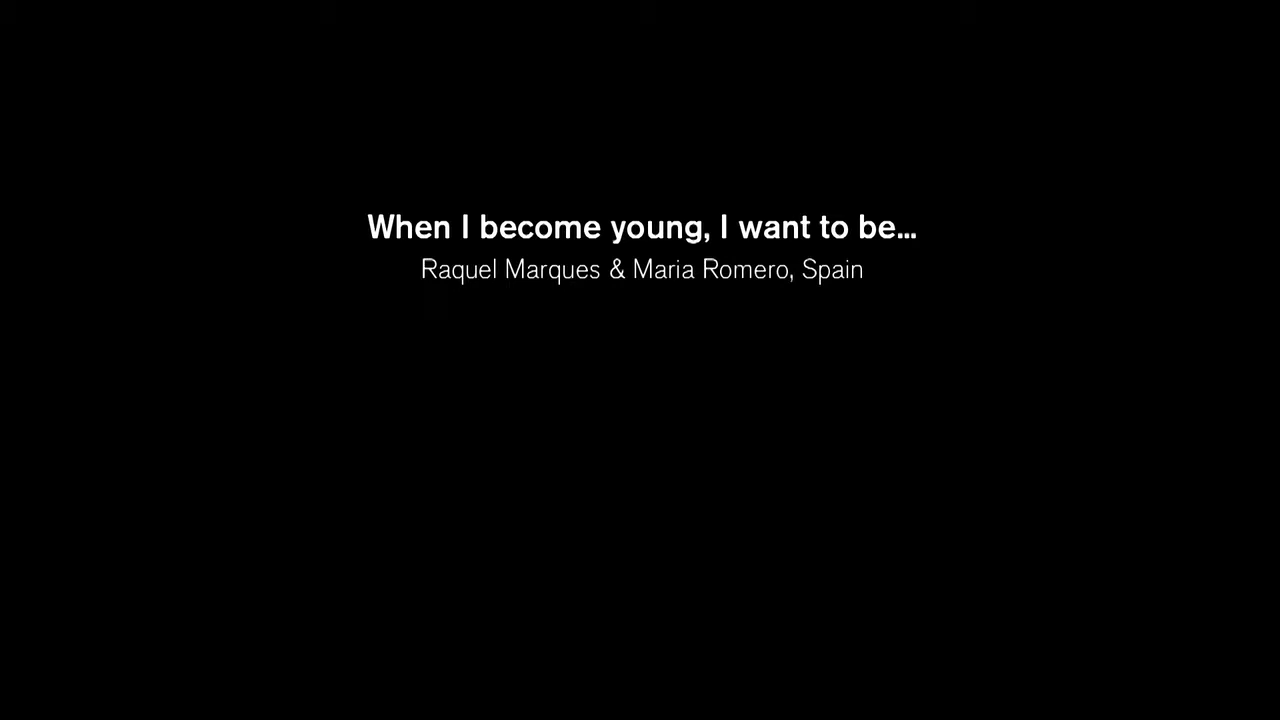 When I become young, I want to be...
Raquel Marques & Maria Romero, Spain